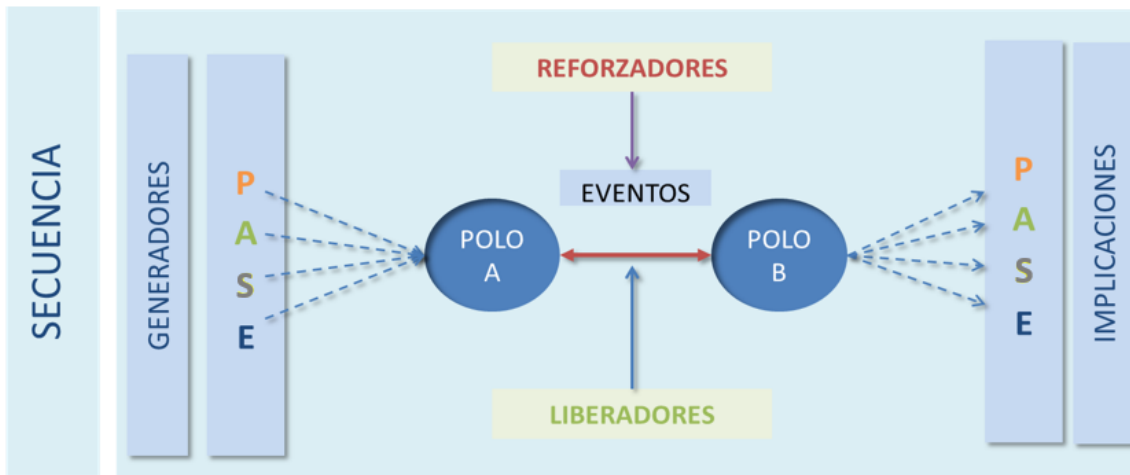 SECUENCIA
GENERADORES
P
A
S
E
REFORZADORES
EVENTOS
POLO
A
POLO
B
LIBERADORES
P
A
S
E
IMPLICACIONES